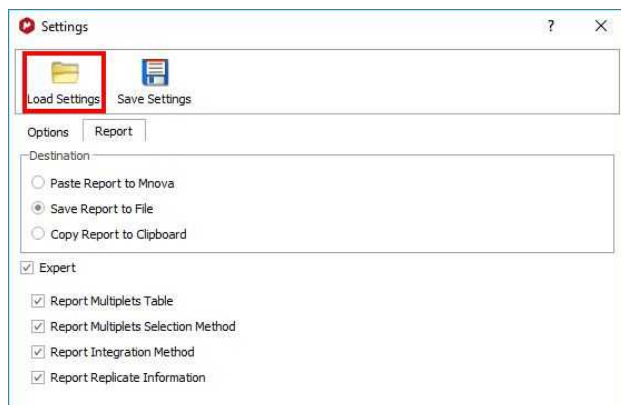 Settings
? X
Load Settings Save Settings
Options Report
Destination
Paste Report to Mnova
Save Report to File
Copy Report to Clipboard
Expert
Report Multiplets Table
Report Multiplets Selection Method
Report Integration Method
Report Replicate Information